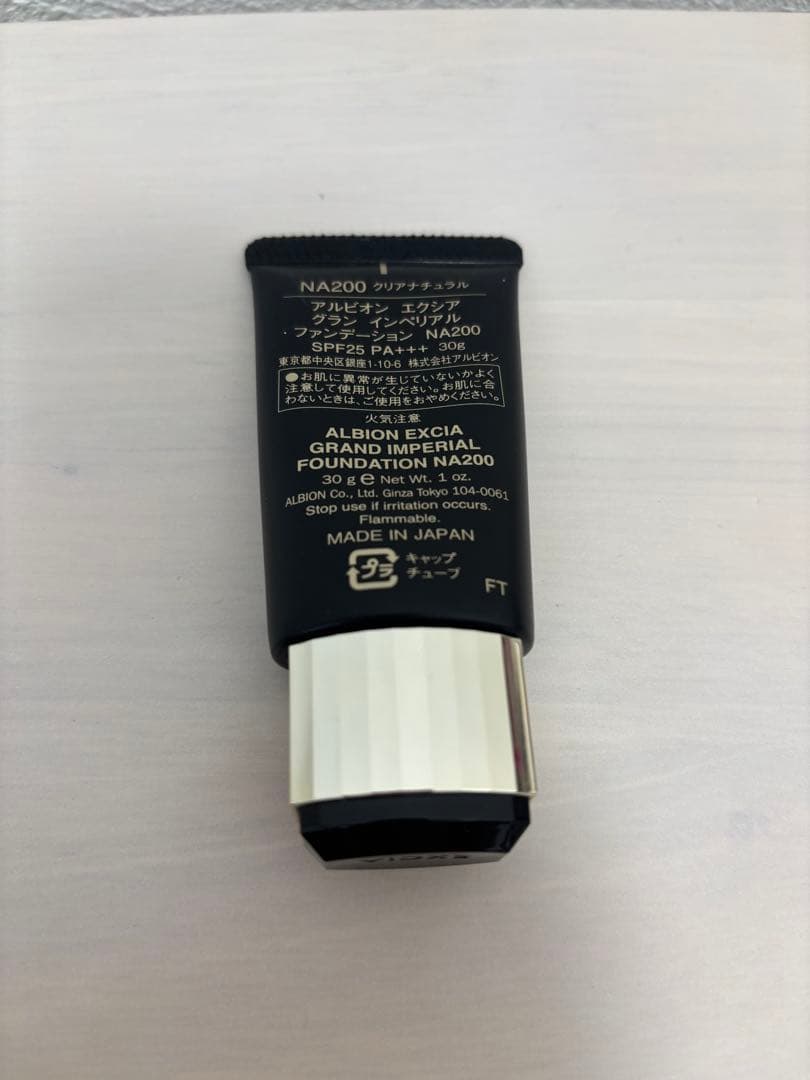 NA200 クリアナチュラル
アルビオン エクシア
グラン インペリアル
ファンデーション NA200
SPF25 PA+++ 30g
東京都中央区銀座1-10-6 株式会社アルビオン
●お肌に異常が生じていないかよく
注意して使用してください。お肌に合
わないときは、ご使用をおやめください。
火気注意
ALBION EXCIA
GRAND IMPERIAL
FOUNDATION NA200
30 g ℮ Net Wt. 1 oz.
ALBION Co., Ltd. Ginza Tokyo 104-0061
Stop use if irritation occurs.
Flammable.
MADE IN JAPAN
プラ
キャップ
チューブ
FT
EXCIA